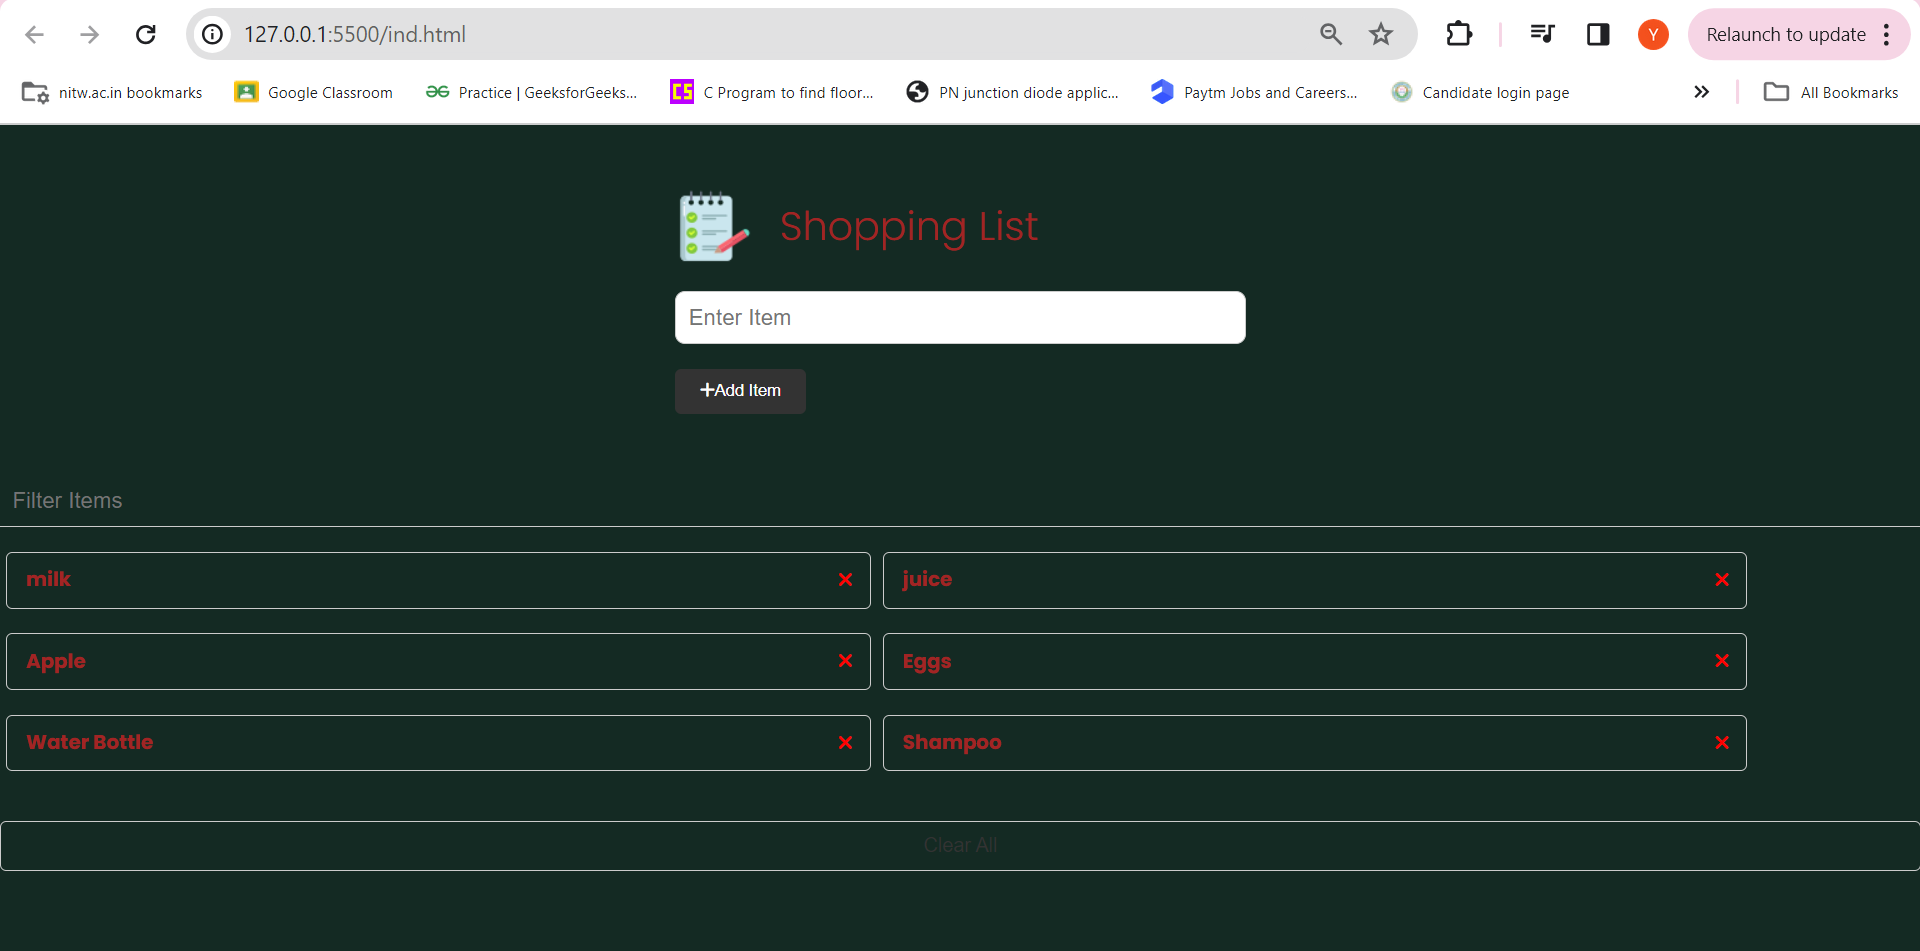 127.0.0.1:5500/ind.html
Y
Relaunch to update
nitw.ac.in bookmarks
Google Classroom
Practice | GeeksforGeeks...
CS
C Program to find floor...
PN junction diode applic...
Paytm Jobs and Careers...
Candidate login page
All Bookmarks
Shopping List
Enter Item
+Add Item
Filter Items
milk
juice
Apple
Eggs
Water Bottle
Shampoo
Clear All